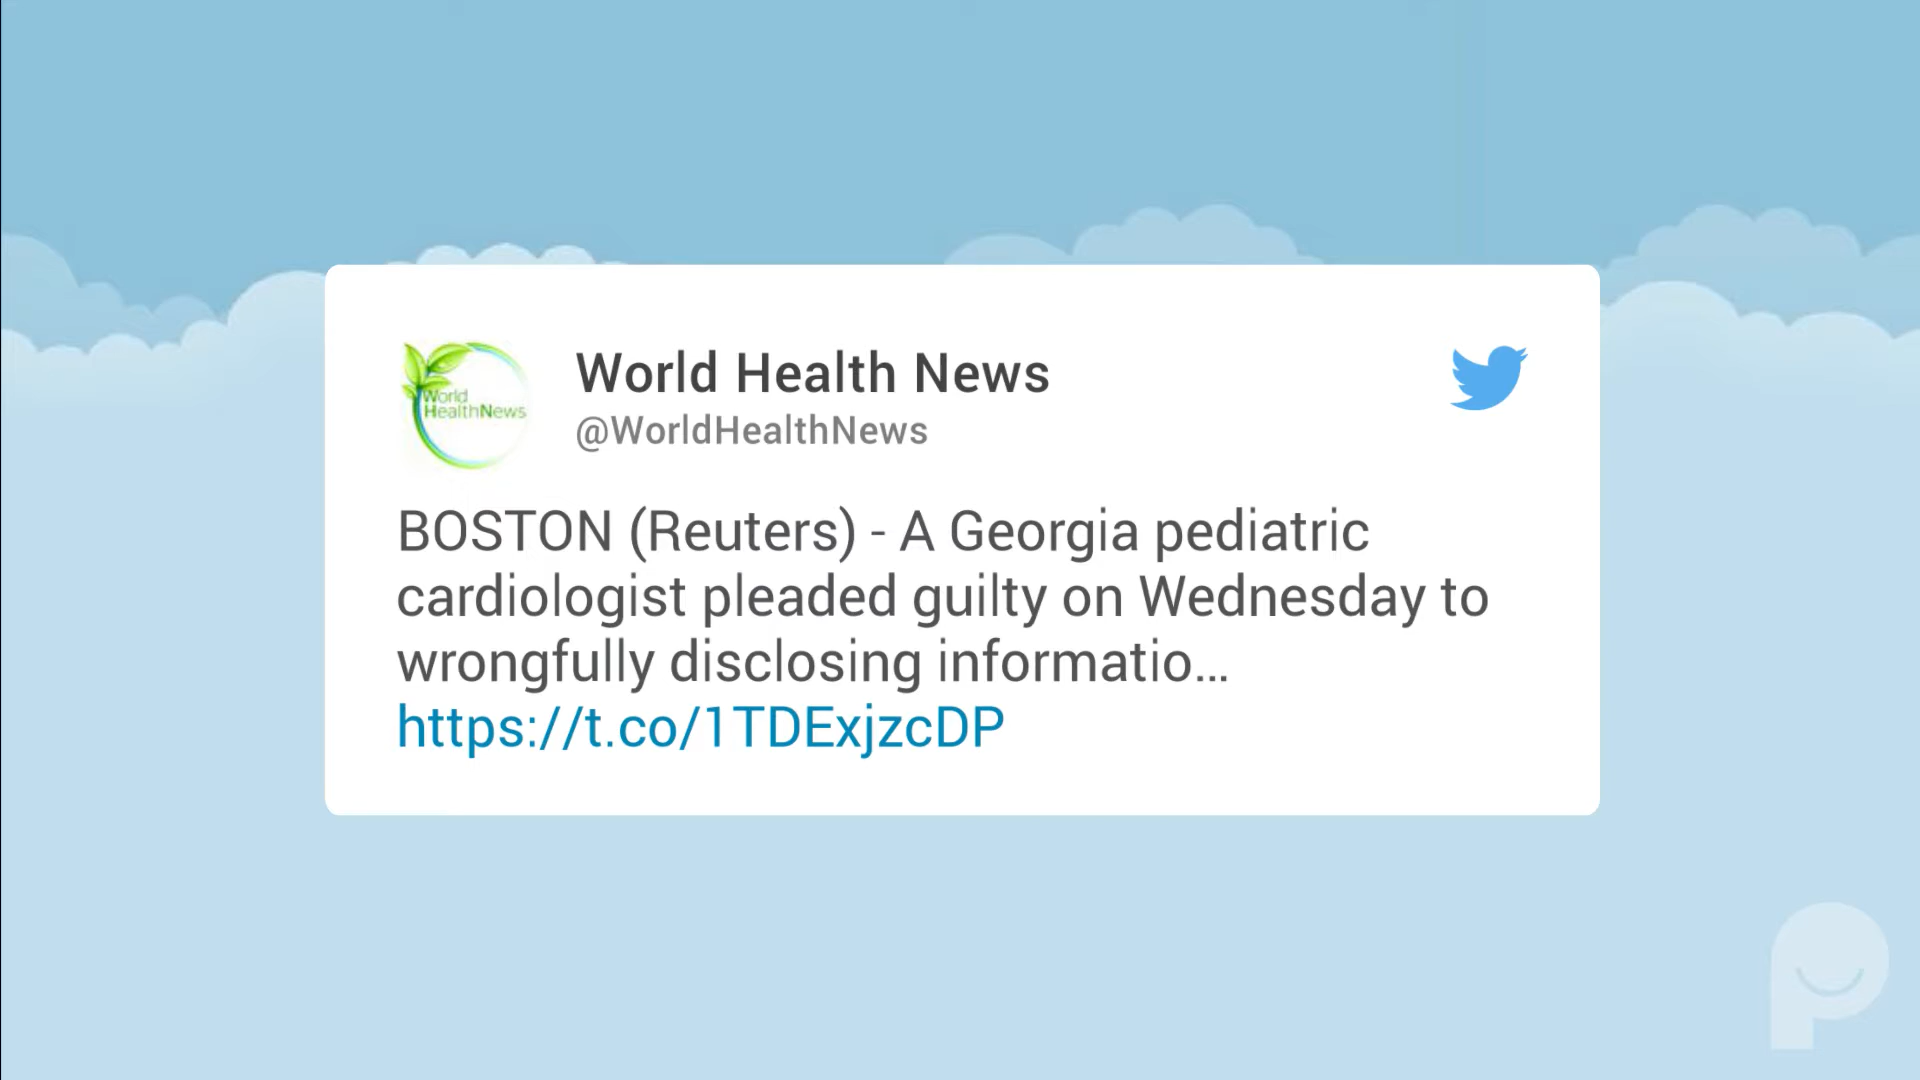 World
HealthNews
World Health News
@WorldHealthNews
BOSTON (Reuters) - A Georgia pediatric
cardiologist pleaded guilty on Wednesday to
wrongfully disclosing informatio...
https://t.co/1TDExjzcDP